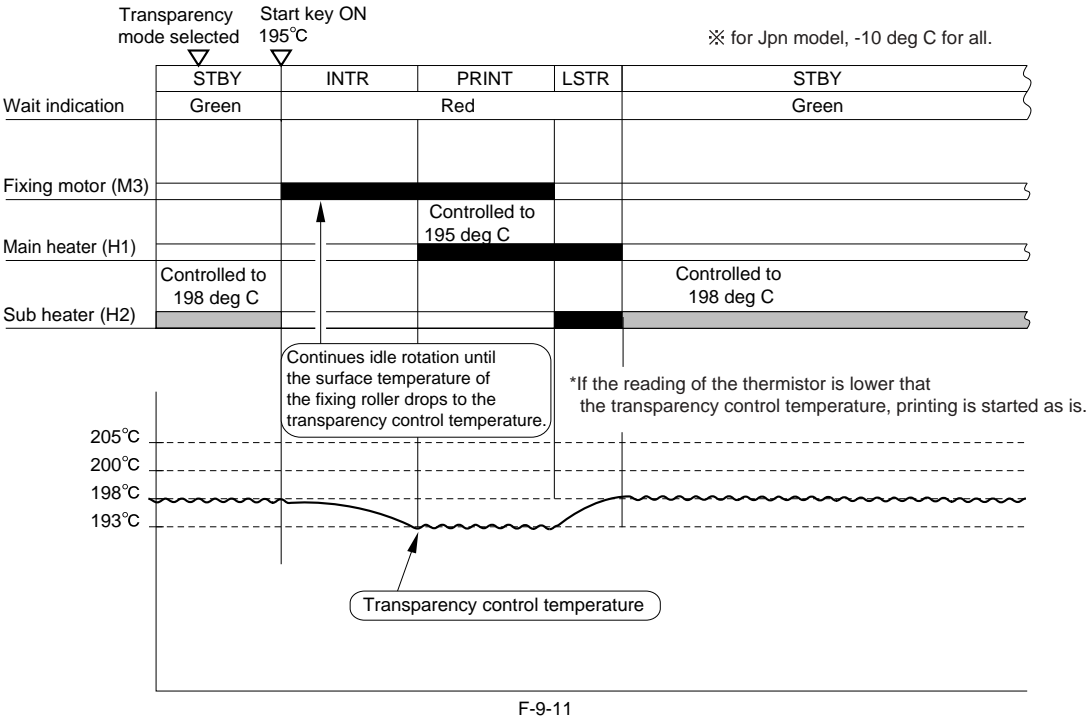 Transparency
mode selected
Start key ON
195°C
※ for Jpn model, -10 deg C for all.
STBY INTR PRINT LSTR STBY
Wait indication Green Red Green
Fixing motor (M3)
Controlled to
195 deg C
Main heater (H1)
Controlled to
198 deg C
Controlled to
198 deg C
Sub heater (H2)
Continues idle rotation until
the surface temperature of
the fixing roller drops to the
transparency control temperature.
*If the reading of the thermistor is lower that
the transparency control temperature, printing is started as is.
205°C
200°C
198°C
193°C
Transparency control temperature
F-9-11